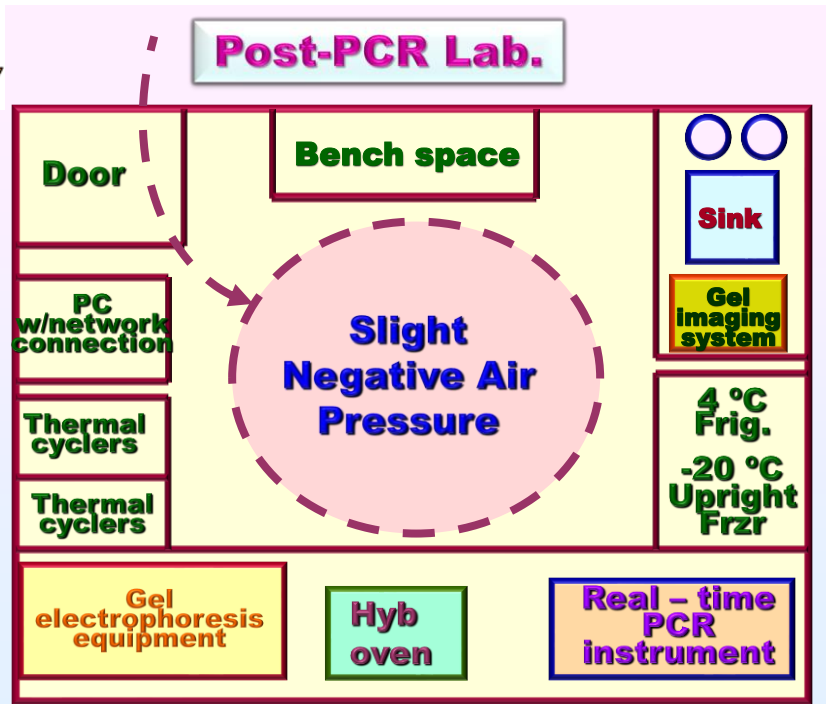 Post-PCR Lab.
Door
Bench space
Sink
Gel
imaging
system
PC
w/network
connection
Slight
Negative Air
Pressure
Thermal
cyclers
Thermal
cyclers
4 ºC
Frig.
-20 ºC
Upright
Frzr
Gel
electrophoresis
equipment
Hyb
oven
Real – time
PCR
instrument